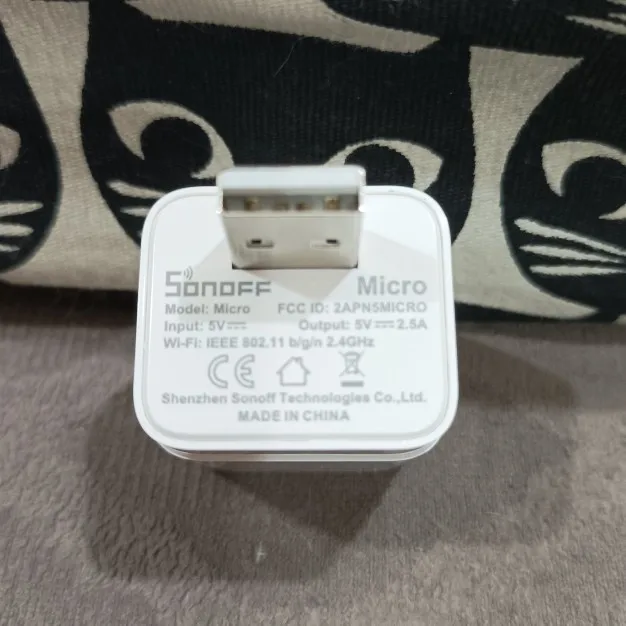 SONOFF Micro
Model: Micro FCC ID: 2APN5MICRO
Input: 5V⎓ Output: 5V⎓2.5A
Wi-Fi: IEEE 802.11 b/g/n 2.4GHz
CE
Shenzhen Sonoff Technologies Co.,Ltd.
MADE IN CHINA